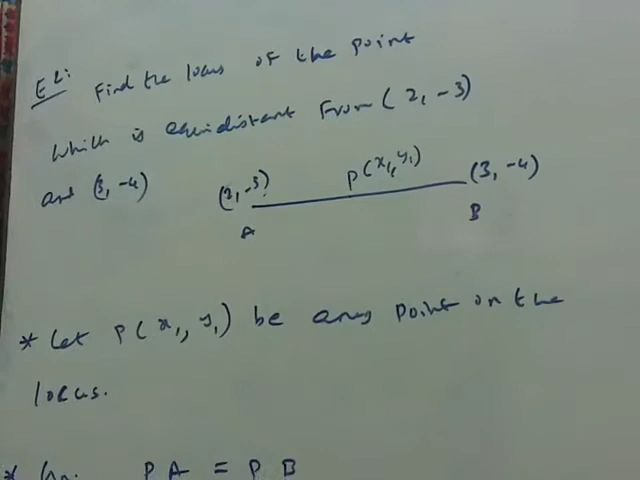 Ex: Find the locus of the point
which is equidistant from (2, -3)
and (3, -4)
(2, -3) P(x₁, y₁) (3, -4)
A B
* Let P(x₁, y₁) be any point on the
locus.
* PA = PB